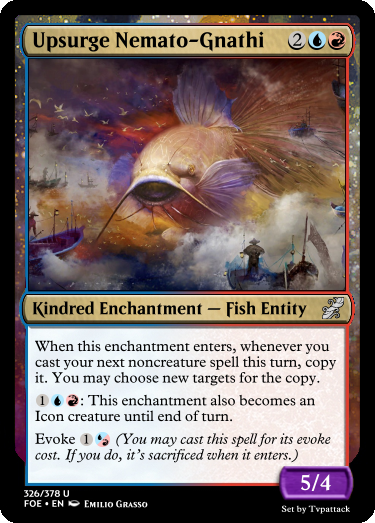 Upsurge Nemato-Gnathi 2
Kindred Enchantment — Fish Entity
When this enchantment enters, whenever you
cast your next noncreature spell this turn, copy
it. You may choose new targets for the copy.
1: This enchantment also becomes an
Icon creature until end of turn.
Evoke 1 (You may cast this spell for its evoke
cost. If you do, it's sacrificed when it enters.)
5/4
326/378 U
FOE • EN Emilio Grasso
Set by Tvpattack